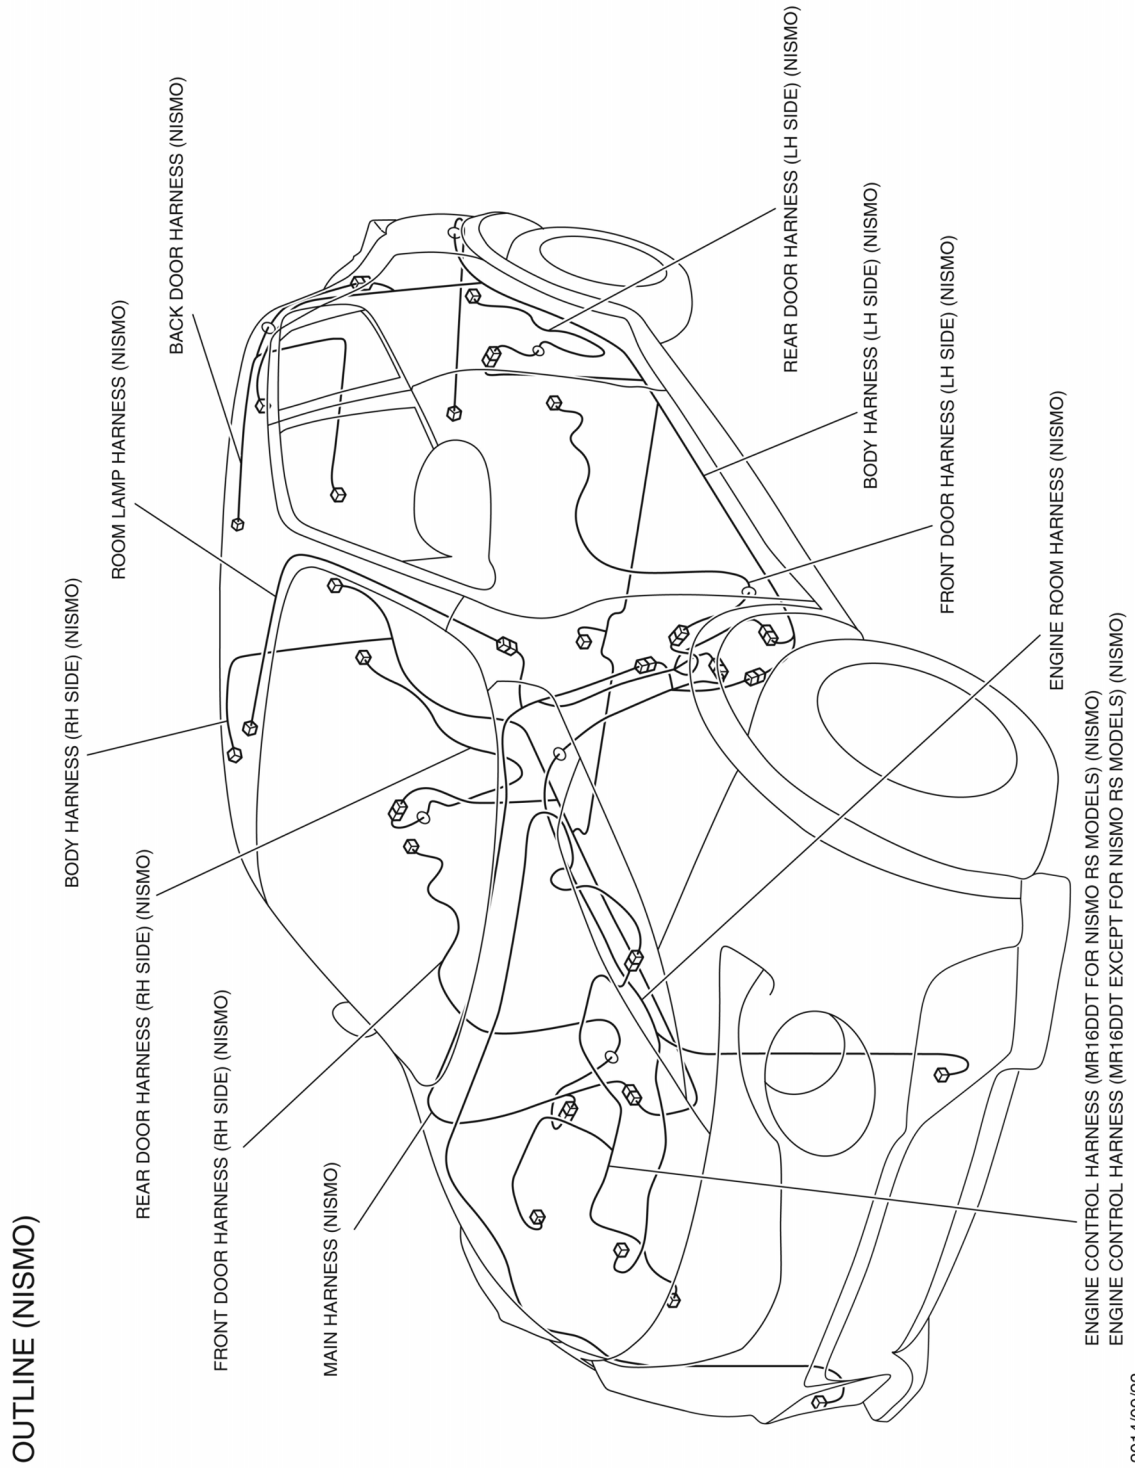 OUTLINE (NISMO)
BODY HARNESS (RH SIDE) (NISMO)
ROOM LAMP HARNESS (NISMO)
BACK DOOR HARNESS (NISMO)
REAR DOOR HARNESS (RH SIDE) (NISMO)
FRONT DOOR HARNESS (RH SIDE) (NISMO)
MAIN HARNESS (NISMO)
REAR DOOR HARNESS (LH SIDE) (NISMO)
BODY HARNESS (LH SIDE) (NISMO)
FRONT DOOR HARNESS (LH SIDE) (NISMO)
ENGINE ROOM HARNESS (NISMO)
ENGINE CONTROL HARNESS (MR16DDT FOR NISMO RS MODELS) (NISMO)
ENGINE CONTROL HARNESS (MR16DDT EXCEPT FOR NISMO RS MODELS) (NISMO)